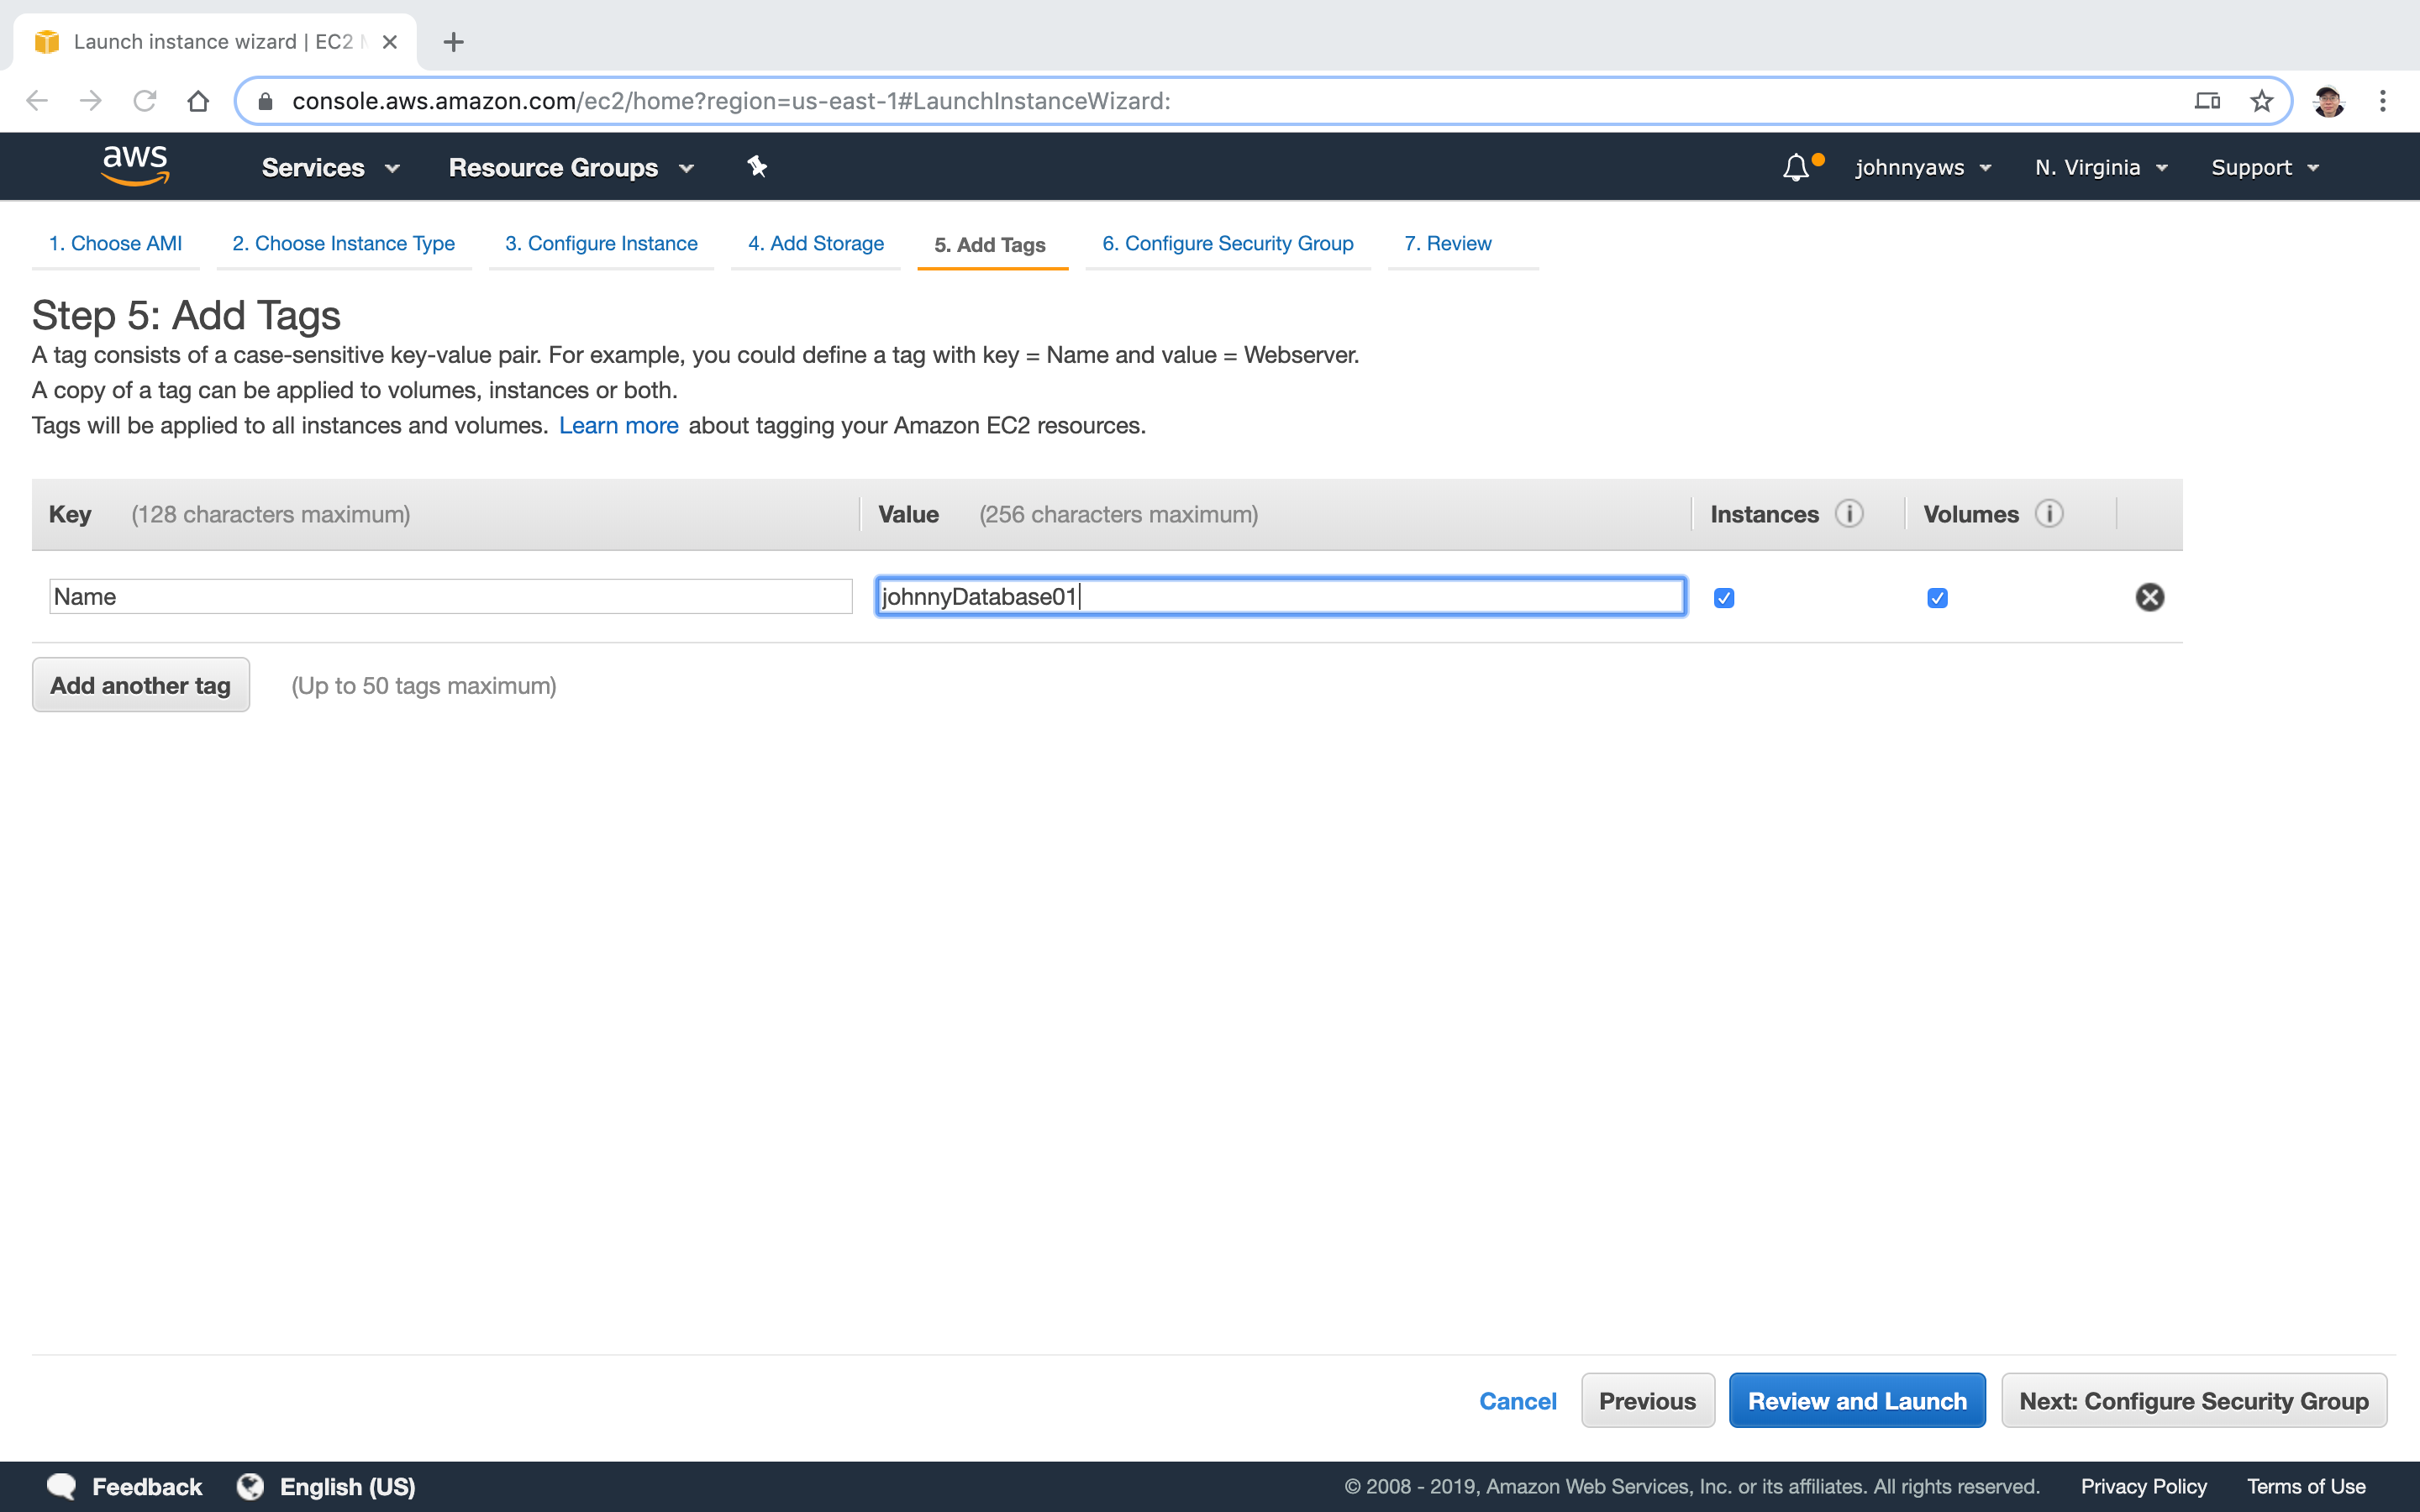 Launch instance wizard | EC2
console.aws.amazon.com/ec2/home?region=us-east-1#LaunchInstanceWizard:
aws Services Resource Groups johnnyaws N. Virginia Support
1. Choose AMI 2. Choose Instance Type 3. Configure Instance 4. Add Storage 5. Add Tags 6. Configure Security Group 7. Review
Step 5: Add Tags
A tag consists of a case-sensitive key-value pair. For example, you could define a tag with key = Name and value = Webserver.
A copy of a tag can be applied to volumes, instances or both.
Tags will be applied to all instances and volumes. Learn more about tagging your Amazon EC2 resources.
Key (128 characters maximum) Value (256 characters maximum) Instances i Volumes i
Name johnnyDatabase01
Add another tag (Up to 50 tags maximum)
Cancel Previous Review and Launch Next: Configure Security Group
Feedback English (US) © 2008 - 2019, Amazon Web Services, Inc. or its affiliates. All rights reserved. Privacy Policy Terms of Use